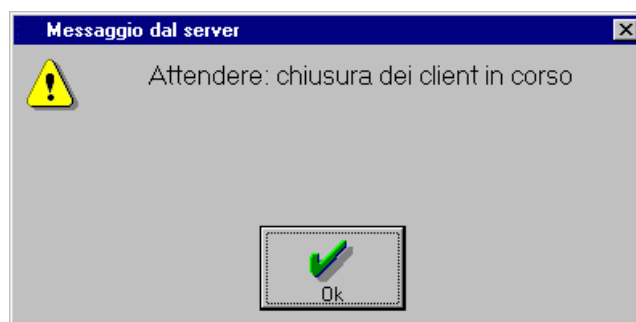 Messaggio dal server
Attendere: chiusura dei client in corso
Ok